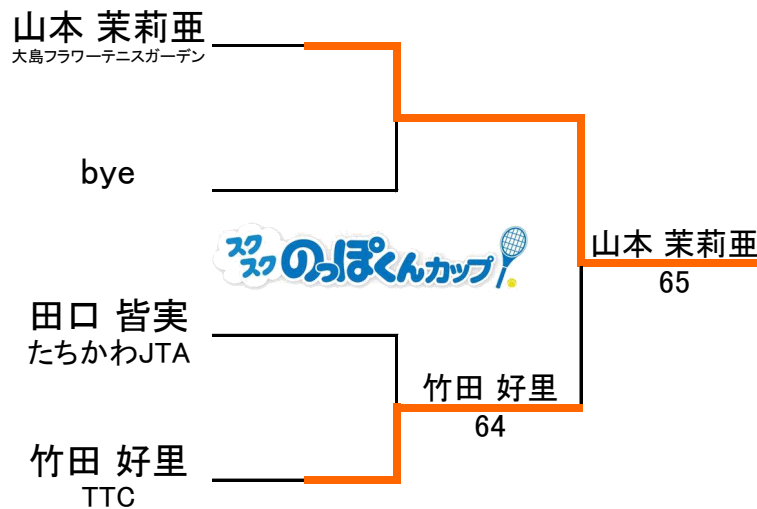 山本 茉莉亜
大島フラワーテニスガーデン
bye
スクスク
のっぽくんカップ
山本 茉莉亜
65
田口 皆実
たちかわJTA
竹田 好里
64
竹田 好里
TTC